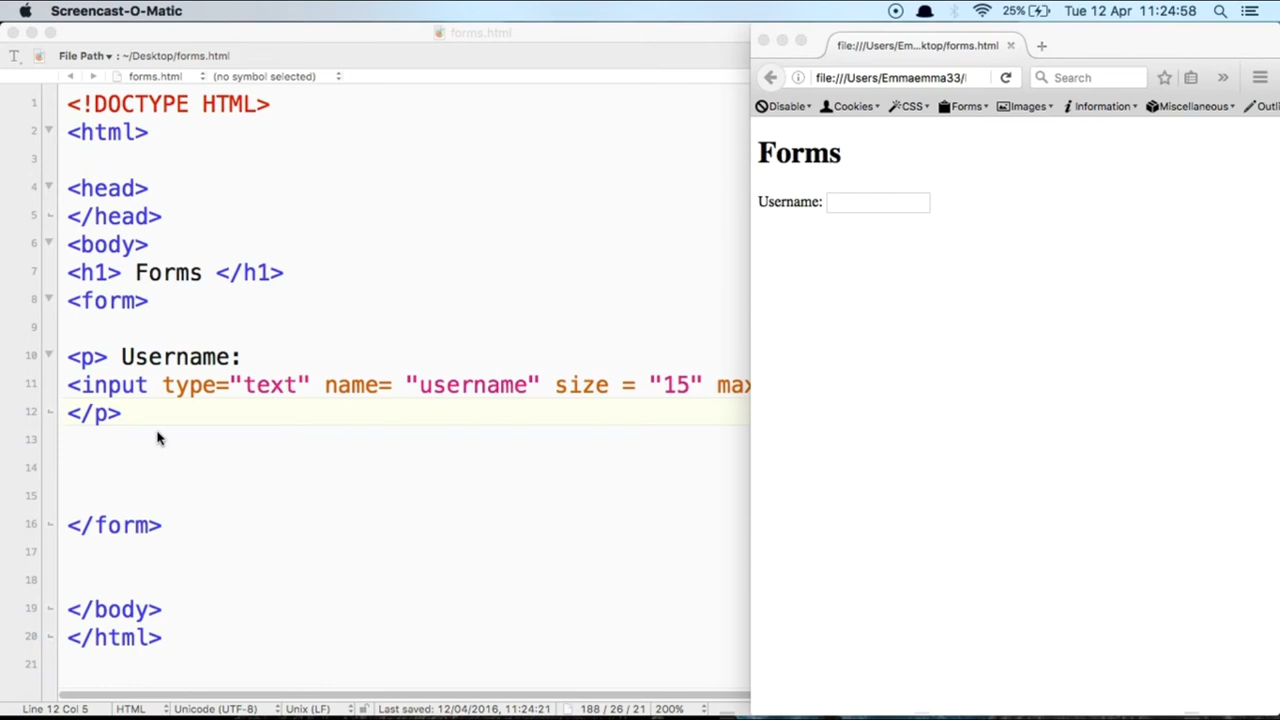 Screencast-O-Matic 25% Tue 12 Apr 11:24:58
forms.html
File Path : ~/Desktop/forms.html
forms.html (no symbol selected)
1 <!DOCTYPE HTML>
2 <html>
3
4 <head>
5 </head>
6 <body>
7 <h1> Forms </h1>
8 <form>
9
10 <p> Username:
11 <input type="text" name= "username" size = "15" max
12 </p>
13
14
15
16 </form>
17
18
19 </body>
20 </html>
21
Line 12 Col 5 HTML Unicode (UTF-8) Unix (LF) Last saved: 12/04/2016, 11:24:21 188 / 26 / 21 200%
file:///Users/Em...ktop/forms.html
file:///Users/Emmaemma33/ Search
Disable Cookies CSS Forms Images Information Miscellaneous Outli
Forms
Username: